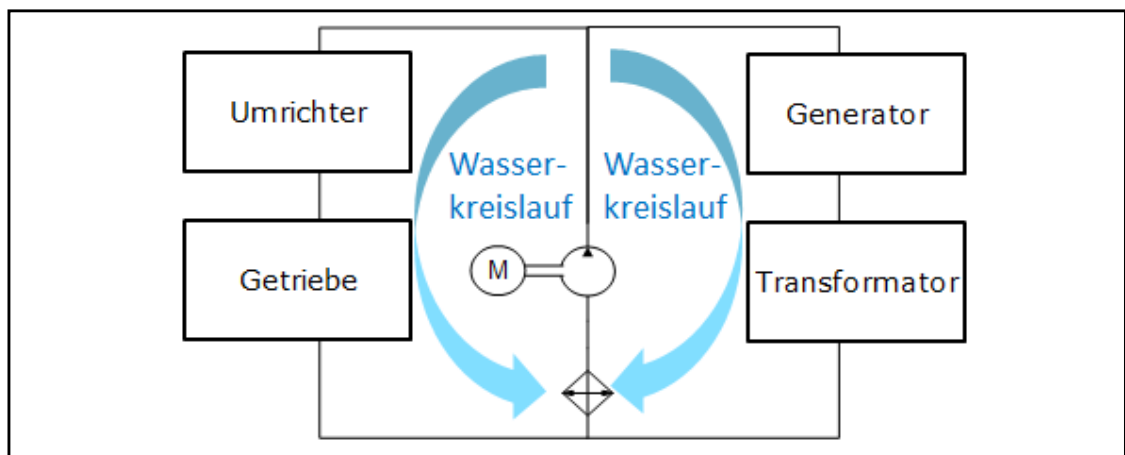 Umrichter
Generator
Wasser-
kreislauf
Wasser-
kreislauf
Getriebe
M
Transformator